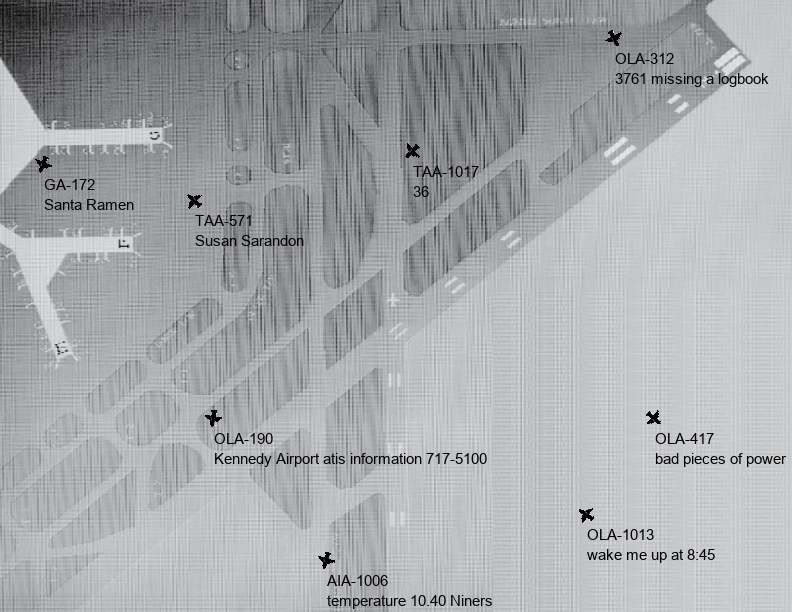 OLA-312
3761 missing a logbook
TAA-1017
36
GA-172
Santa Ramen
TAA-571
Susan Sarandon
OLA-190
Kennedy Airport atis information 717-5100
OLA-417
bad pieces of power
OLA-1013
wake me up at 8:45
AIA-1006
temperature 10.40 Niners